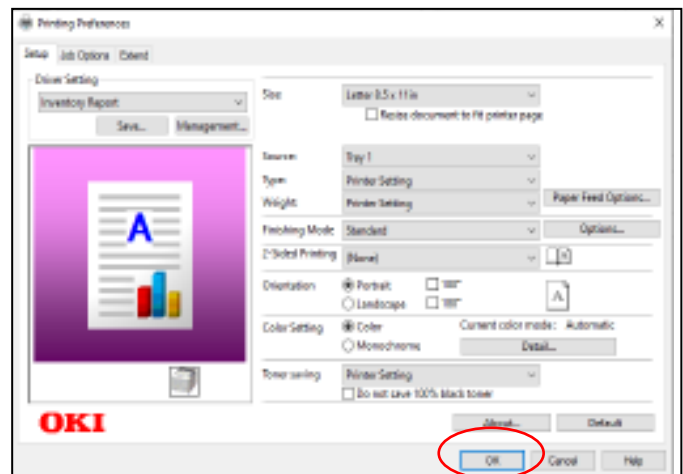 Printing Preferences
Setup Job Options Extend
Driver Setting
Inventory Report
Save... Management...
Size Letter 8.5 x 11in
Resize document to fit printer page
Source Tray 1
Type Printer Setting
Weight Printer Setting Paper Feed Options...
Finishing Mode Standard Options...
2-Sided Printing (None)
Orientation Portrait
Landscape
Color Setting Color Current color mode: Automatic
Monochrome Detail...
Toner saving Printer Setting
Do not save 100% black toner
A
A
OKI
About... Default
OK Cancel Help